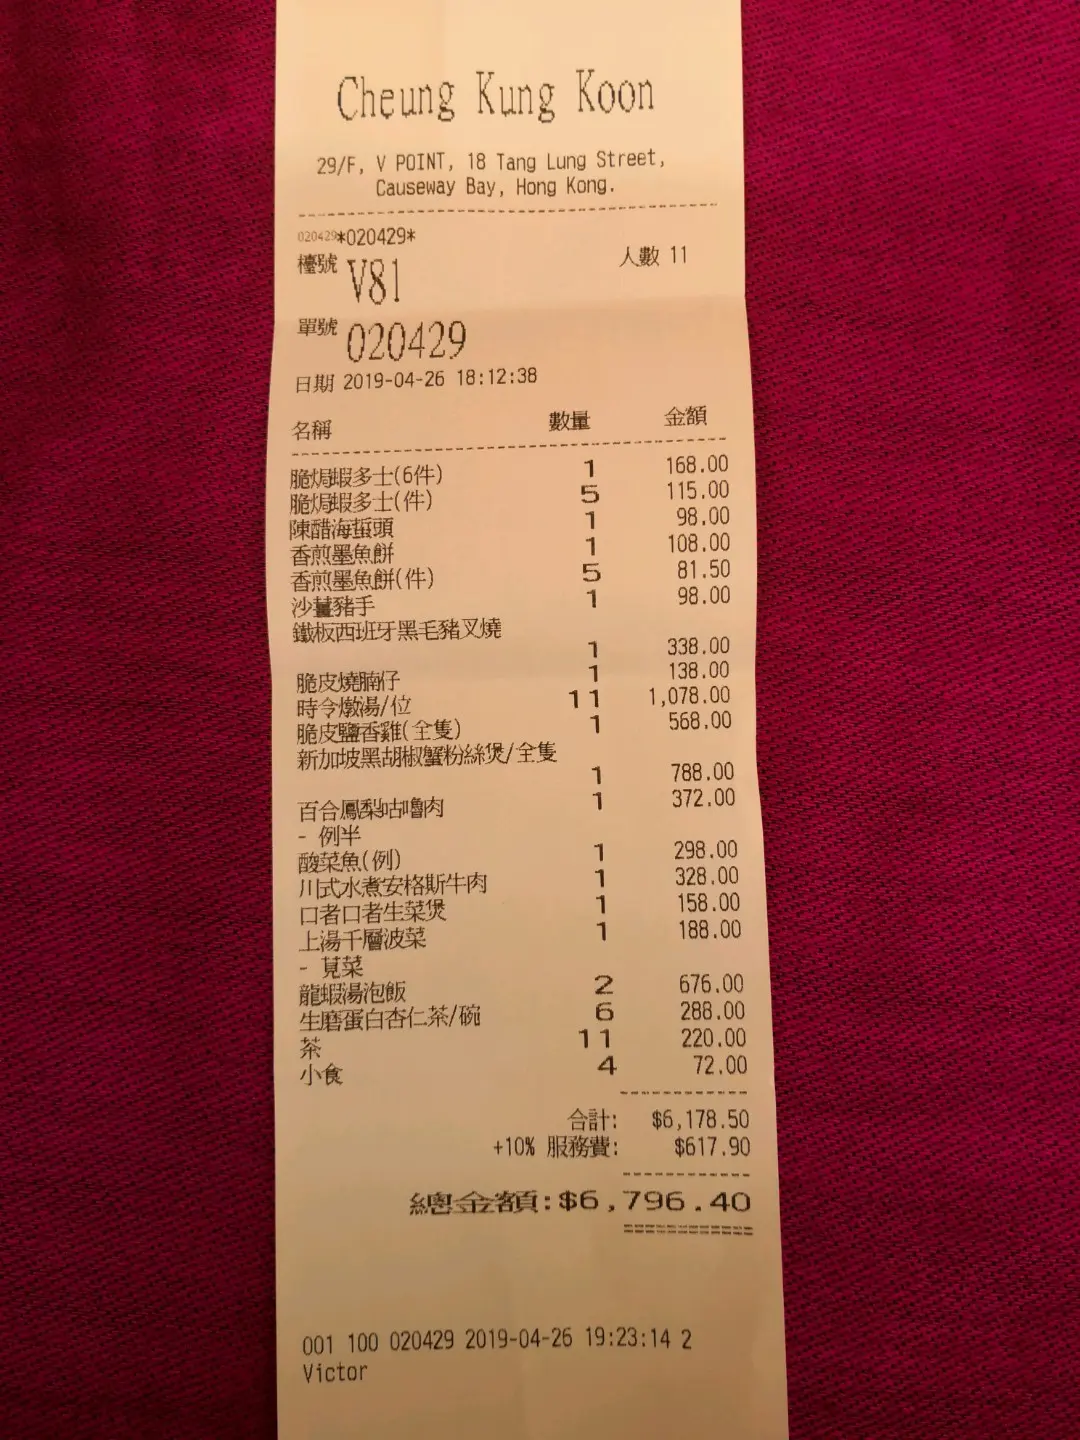 Cheung Kung Koon
29/F, V POINT, 18 Tang Lung Street,
Causeway Bay, Hong Kong.
020429*020429*
檯號 V81 人數 11
單號 020429
日期 2019-04-26 18:12:38
名稱 數量 金額
脆焗蝦多士(6件) 1 168.00
脆焗蝦多士(件) 5 115.00
陳醋海蜇頭 1 98.00
香煎墨魚餅 1 108.00
香煎墨魚餅(件) 5 81.50
沙薑豬手 1 98.00
鐵板西班牙黑毛豬叉燒
1 338.00
脆皮燒腩仔 1 138.00
時令燉湯/位 11 1,078.00
脆皮鹽香雞(全隻) 1 568.00
新加坡黑胡椒蟹粉絲煲/全隻
1 788.00
百合鳳梨咕嚕肉 1 372.00
- 例半
酸菜魚(例) 1 298.00
川式水煮安格斯牛肉 1 328.00
口者口者生菜煲 1 158.00
上湯千層波菜 1 188.00
- 莧菜
龍蝦湯泡飯 2 676.00
生磨蛋白杏仁茶/碗 6 288.00
茶 11 220.00
小食 4 72.00
合計: $6,178.50
+10% 服務費: $617.90
總金額:$6,796.40
001 100 020429 2019-04-26 19:23:14 2
Victor